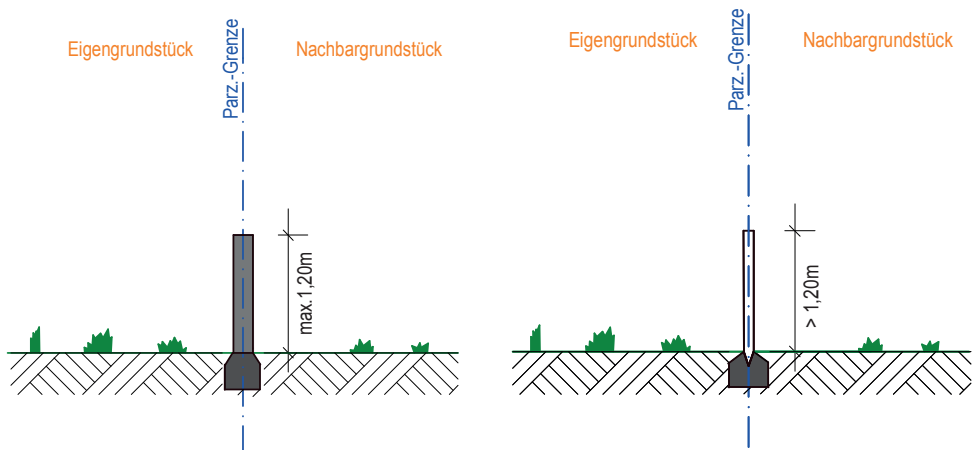 Eigengrundstück
Parz.-Grenze
Nachbargrundstück
max.1,20m
Eigengrundstück
Parz.-Grenze
Nachbargrundstück
> 1,20m